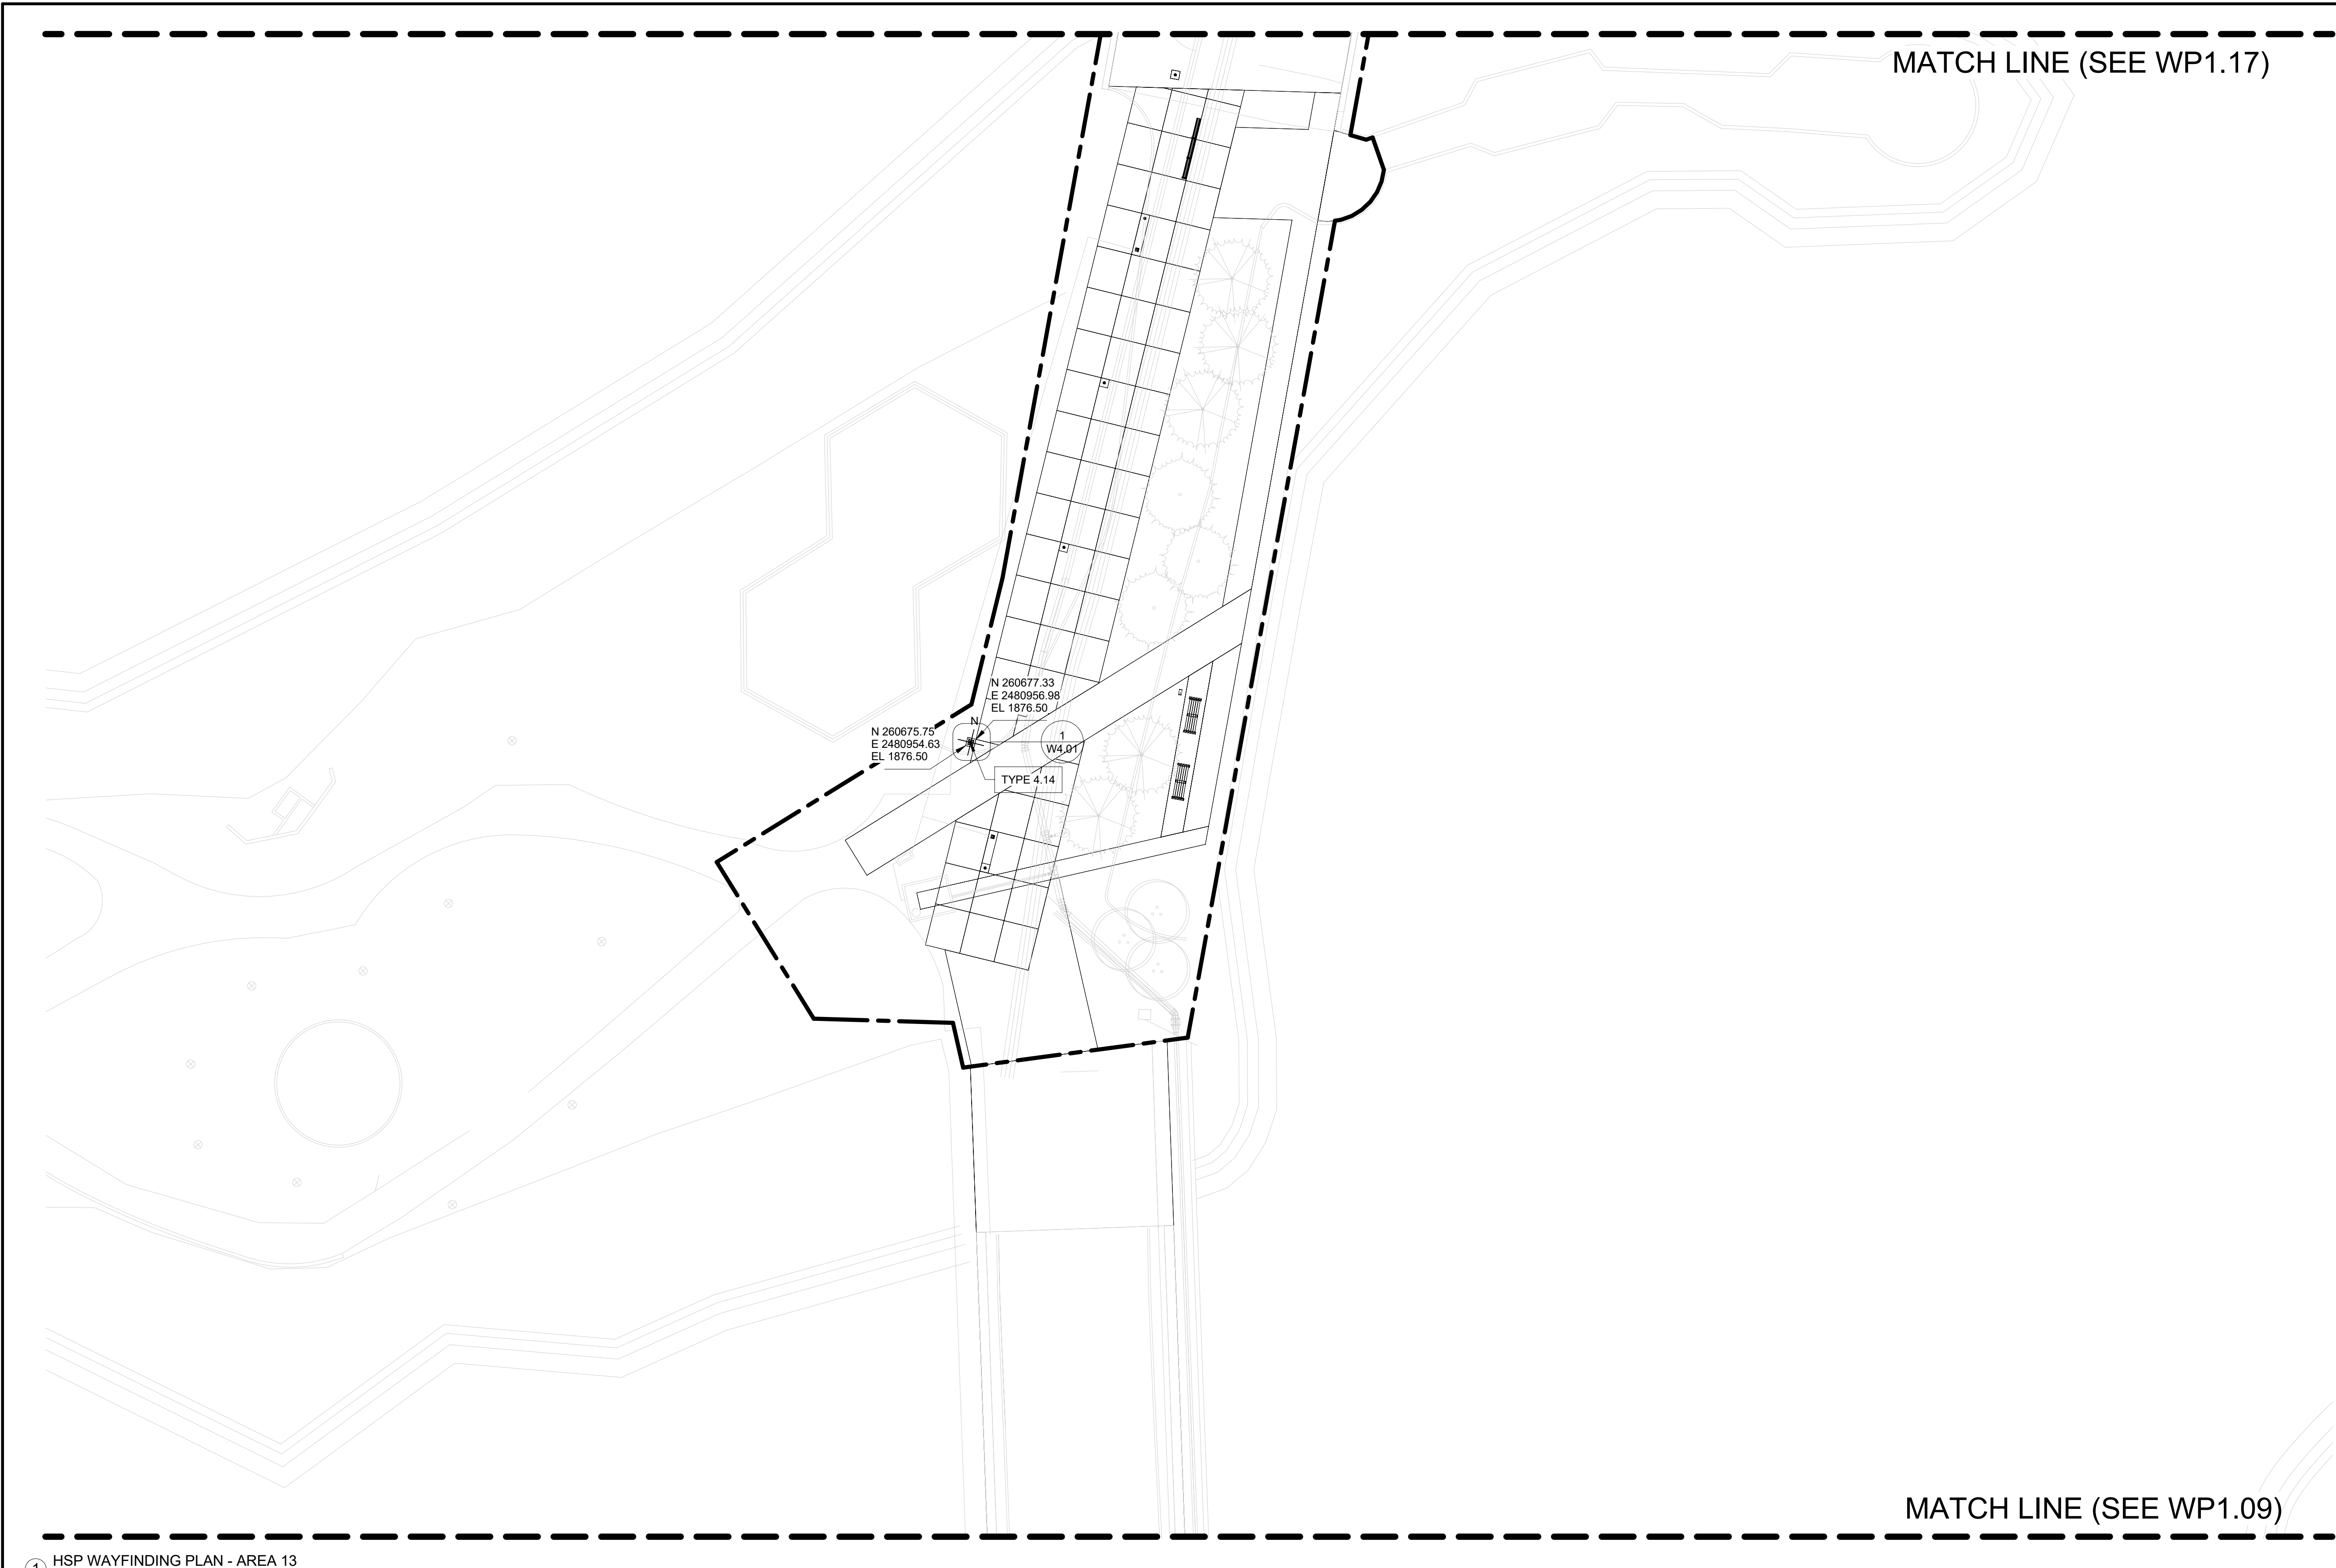 MATCH LINE (SEE WP1.17)
N 260677.33
E 2480956.98
EL 1876.50
N
N 260675.75
E 2480954.63
EL 1876.50
1
W4.01
TYPE 4.14
MATCH LINE (SEE WP1.09)
1
HSP WAYFINDING PLAN - AREA 13